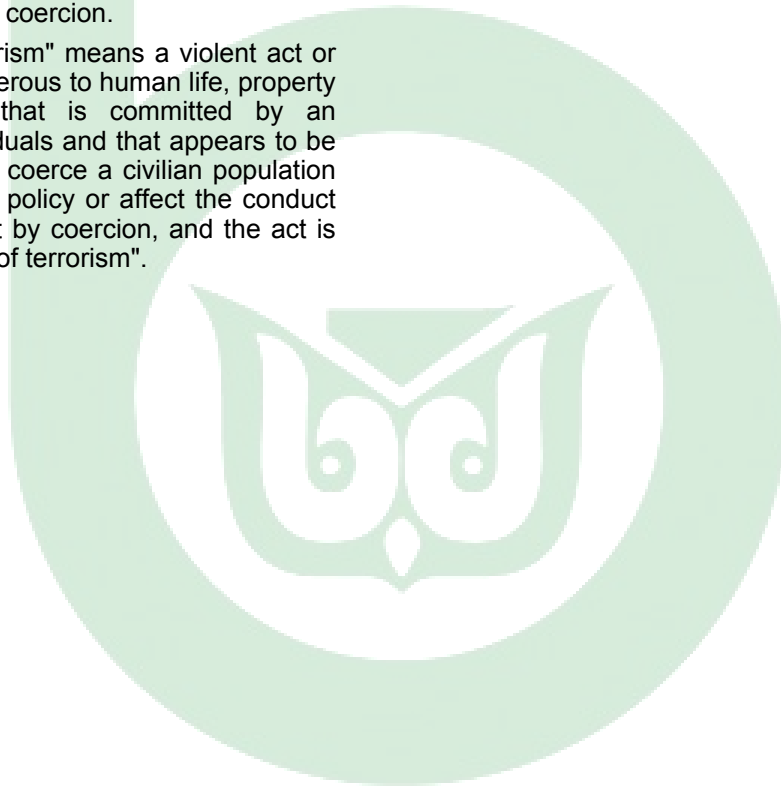 coercion.
rism" means a violent act or
erous to human life, property
that is committed by an
duals and that appears to be
coerce a civilian population
policy or affect the conduct
t by coercion, and the act is
of terrorism".